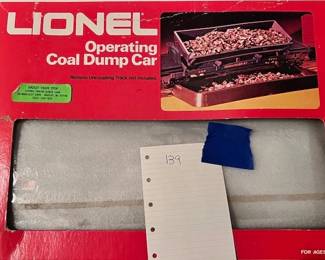 LIONEL
Operating
Coal Dump Car
Remote Uncoupling Track not included
139
FOR AGES